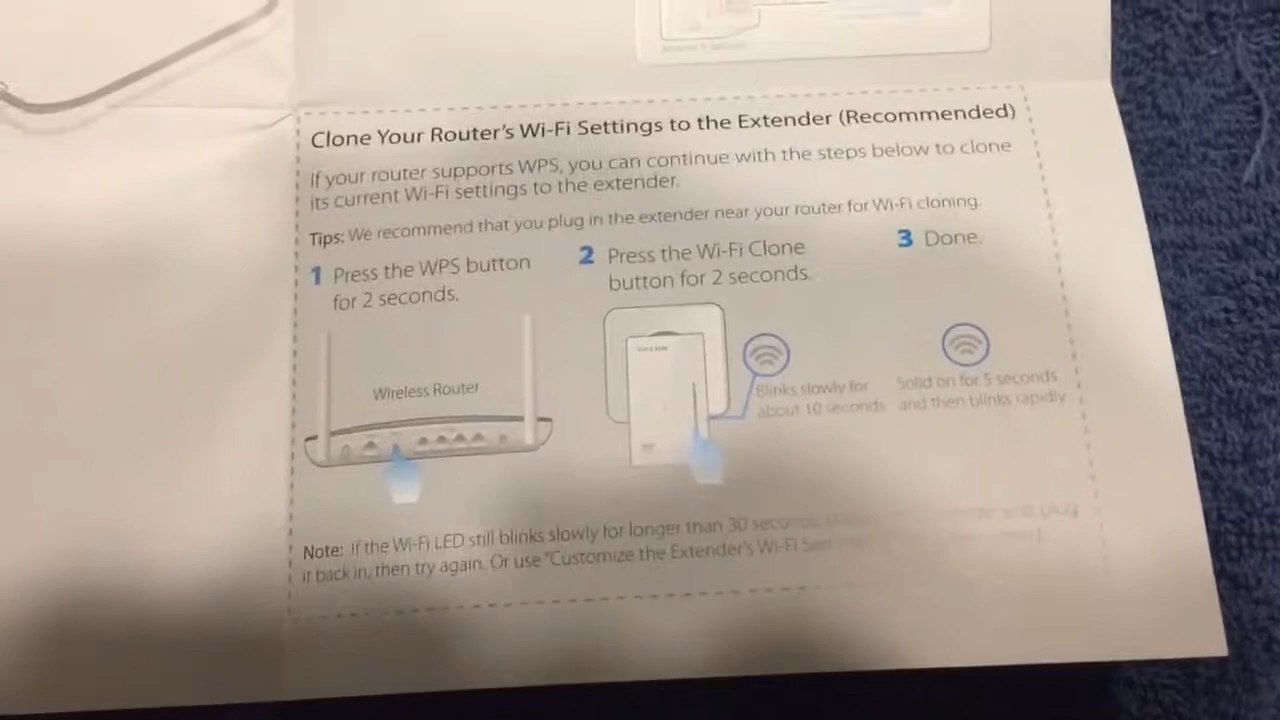 Clone Your Router's Wi-Fi Settings to the Extender (Recommended)
If your router supports WPS, you can continue with the steps below to clone
its current Wi-Fi settings to the extender.
Tips: We recommend that you plug in the extender near your router for Wi-Fi cloning.
1 Press the WPS button
for 2 seconds.
2 Press the Wi-Fi Clone
button for 2 seconds.
3 Done.
Wireless Router
Blinks slowly for
about 10 seconds
Solid on for 5 seconds
and then blinks rapidly
Note: If the Wi-Fi LED still blinks slowly for longer than 30 seconds plug
it back in, then try again. Or use "Customize the Extender's Wi-Fi